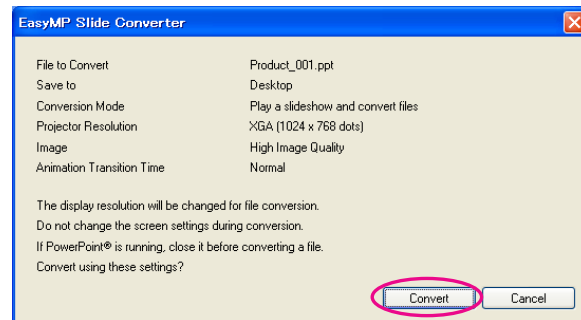 EasyMP Slide Converter
File to Convert Product_001.ppt
Save to Desktop
Conversion Mode Play a slideshow and convert files
Projector Resolution XGA (1024 x 768 dots)
Image High Image Quality
Animation Transition Time Normal
The display resolution will be changed for file conversion.
Do not change the screen settings during conversion.
If PowerPoint® is running, close it before converting a file.
Convert using these settings?
Convert Cancel